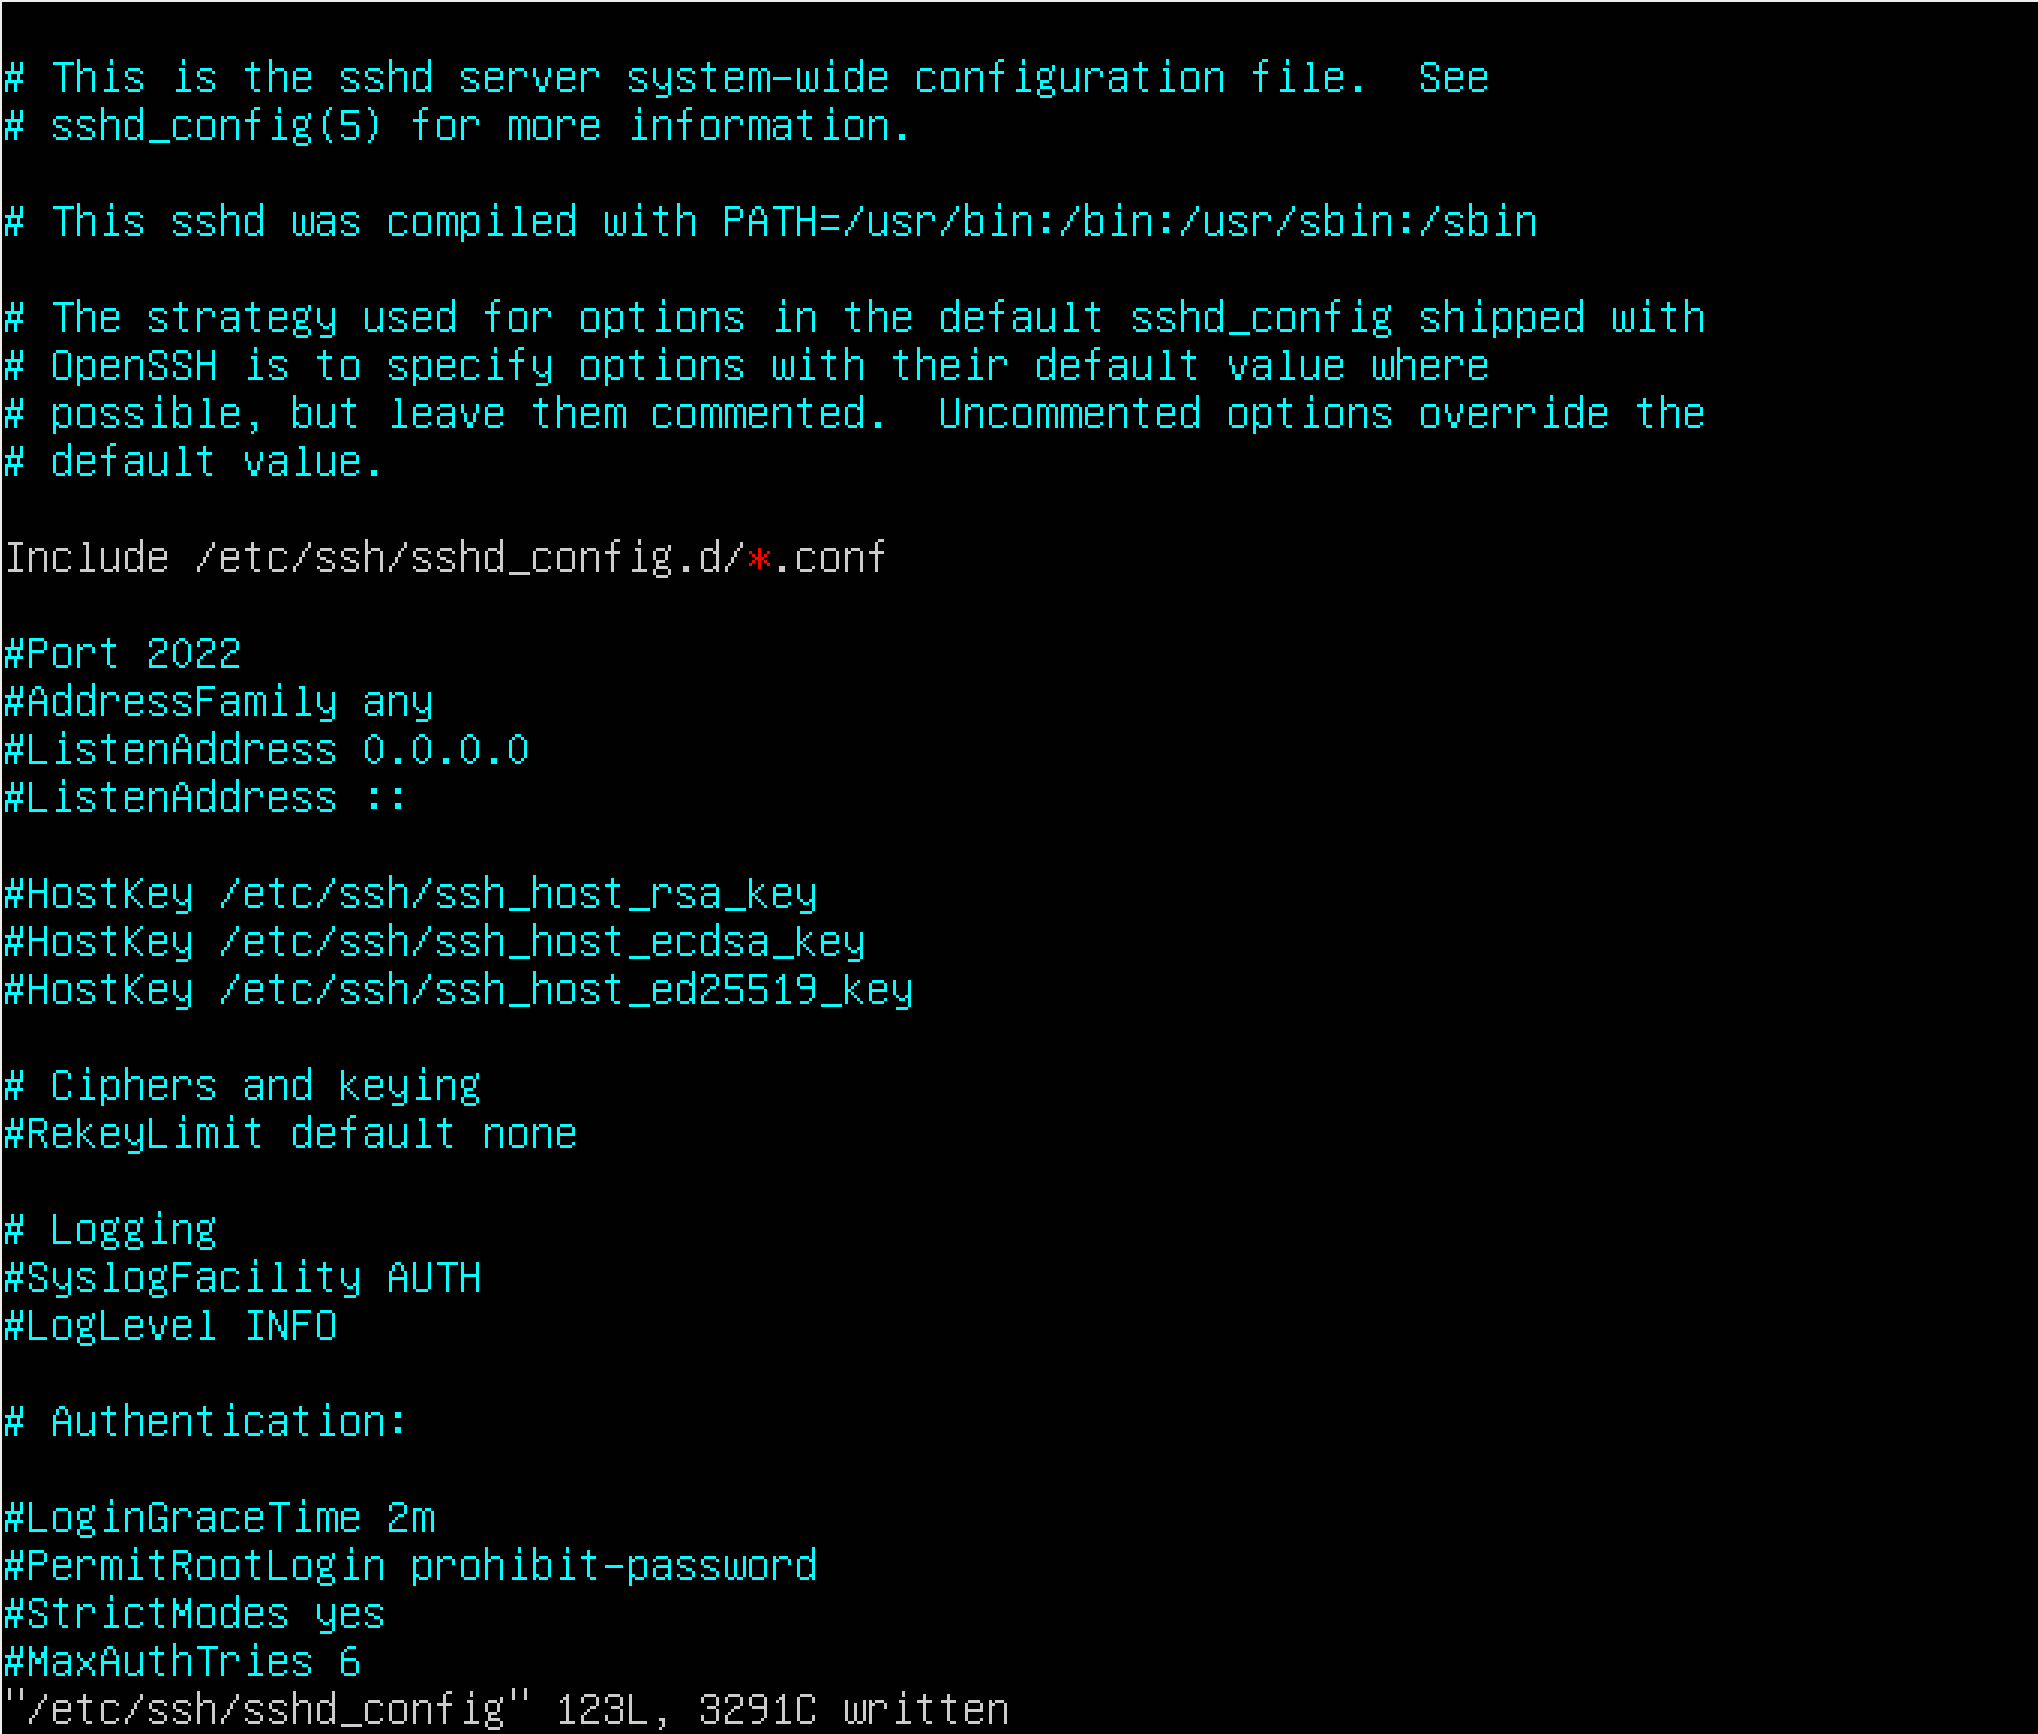 # This is the sshd server system-wide configuration file.  See
# sshd_config(5) for more information.
# This sshd was compiled with PATH=/usr/bin:/bin:/usr/sbin:/sbin
# The strategy used for options in the default sshd_config shipped with
# OpenSSH is to specify options with their default value where
# possible, but leave them commented.  Uncommented options override the
# default value.
Include /etc/ssh/sshd_config.d/*.conf
#Port 2022
#AddressFamily any
#ListenAddress 0.0.0.0
#ListenAddress ::
#HostKey /etc/ssh/ssh_host_rsa_key
#HostKey /etc/ssh/ssh_host_ecdsa_key
#HostKey /etc/ssh/ssh_host_ed25519_key
# Ciphers and keying
#RekeyLimit default none
# Logging
#SyslogFacility AUTH
#LogLevel INFO
# Authentication:
#LoginGraceTime 2m
#PermitRootLogin prohibit-password
#StrictModes yes
#MaxAuthTries 6
"/etc/ssh/sshd_config" 123L, 3291C written